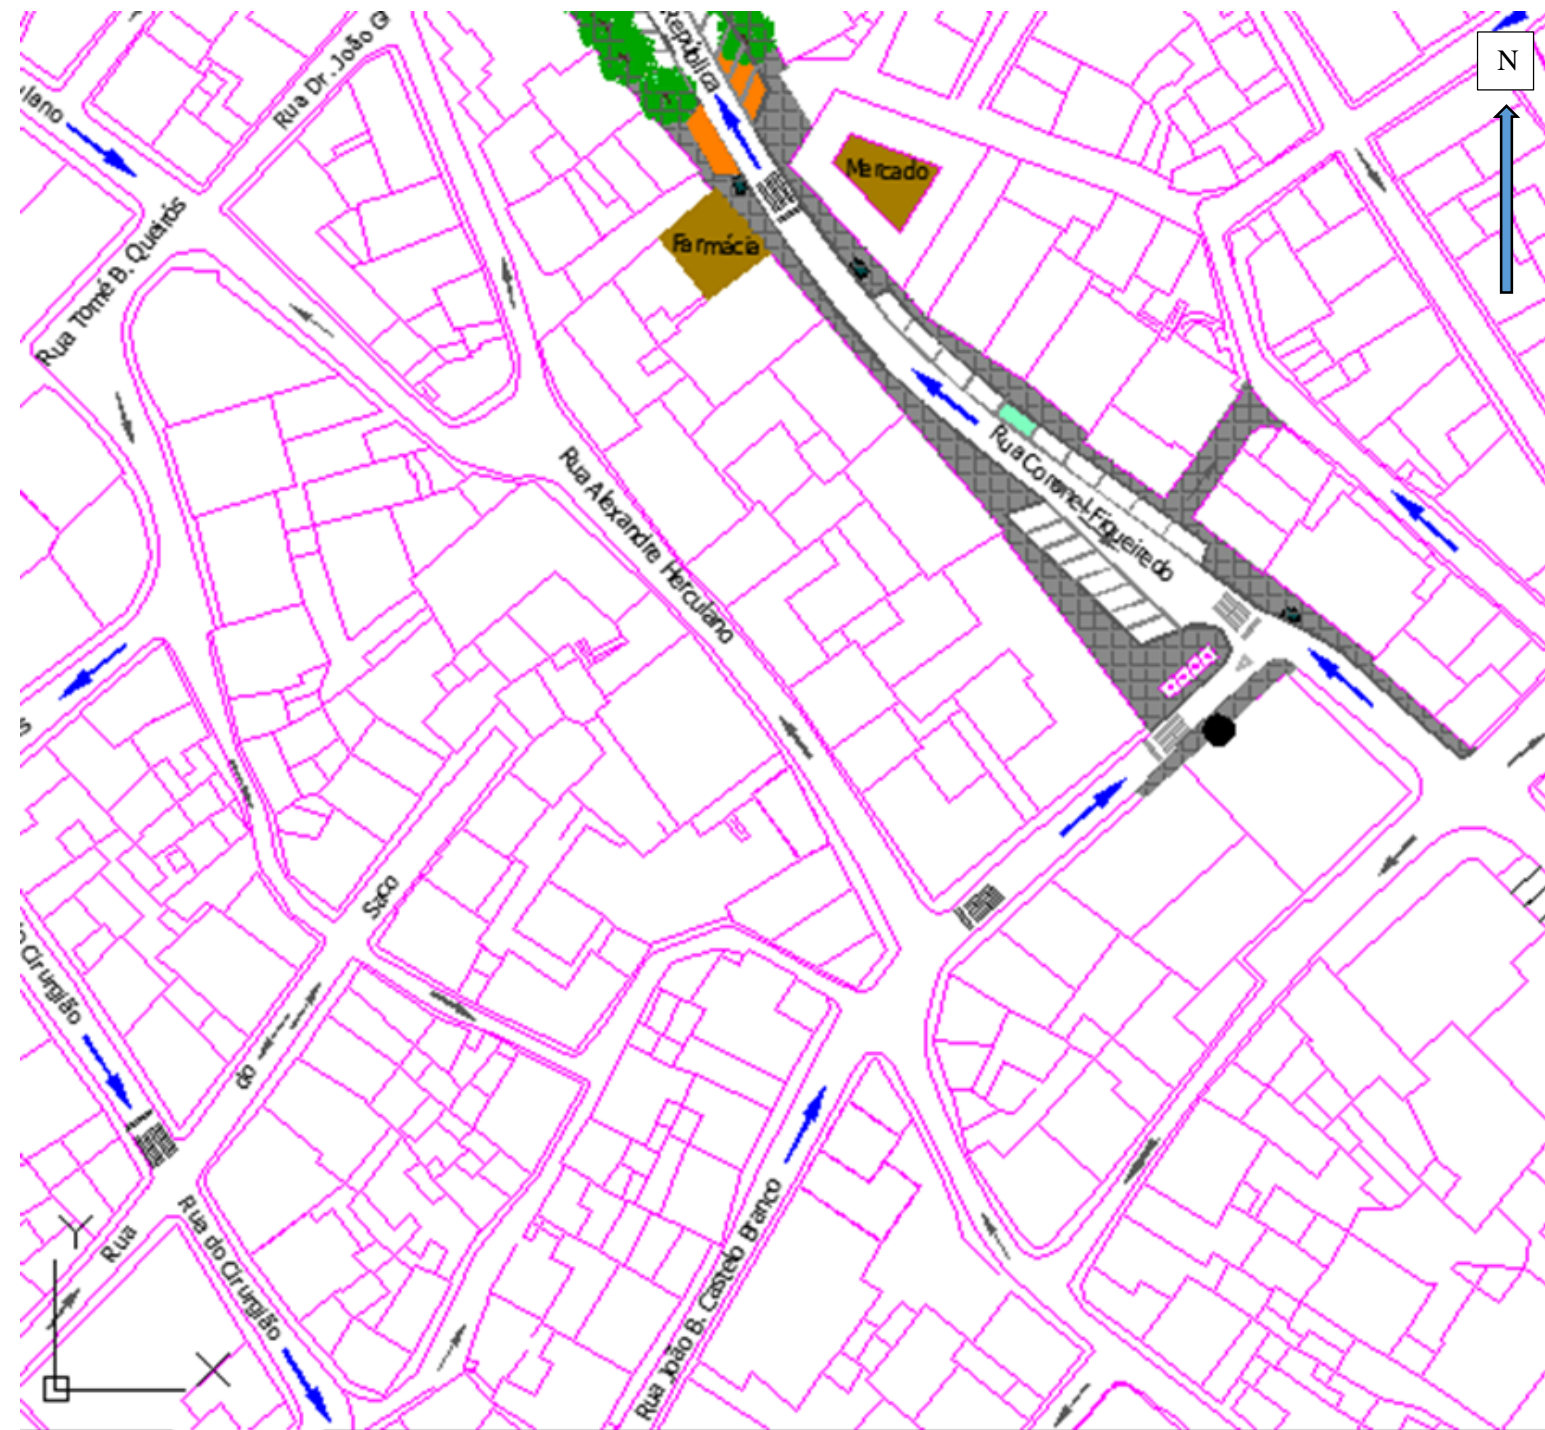 República
N
Rua Dr. João
ulano
Mercado
Farmácia
Rua Tomé B. Queirós
Rua Coronel Figueiredo
Rua Alexandre Herculano
s
Saco
o Cirurgião
do
Rua
Rua do Cirurgião
Rua João B. Castelo Branco
Y
X